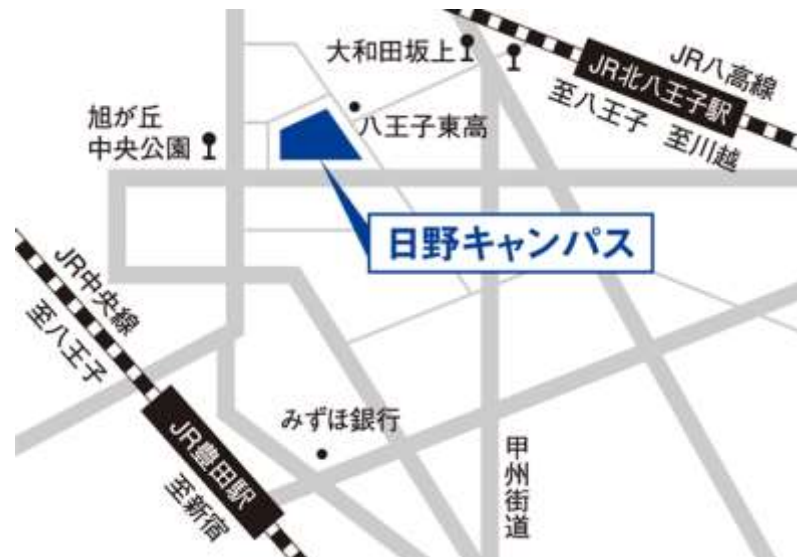 大和田坂上
JR八高線
JR北八王子駅
至八王子
至川越
旭が丘
中央公園
八王子東高
日野キャンパス
JR中央線
至八王子
みずほ銀行
JR豊田駅
至新宿
甲州街道